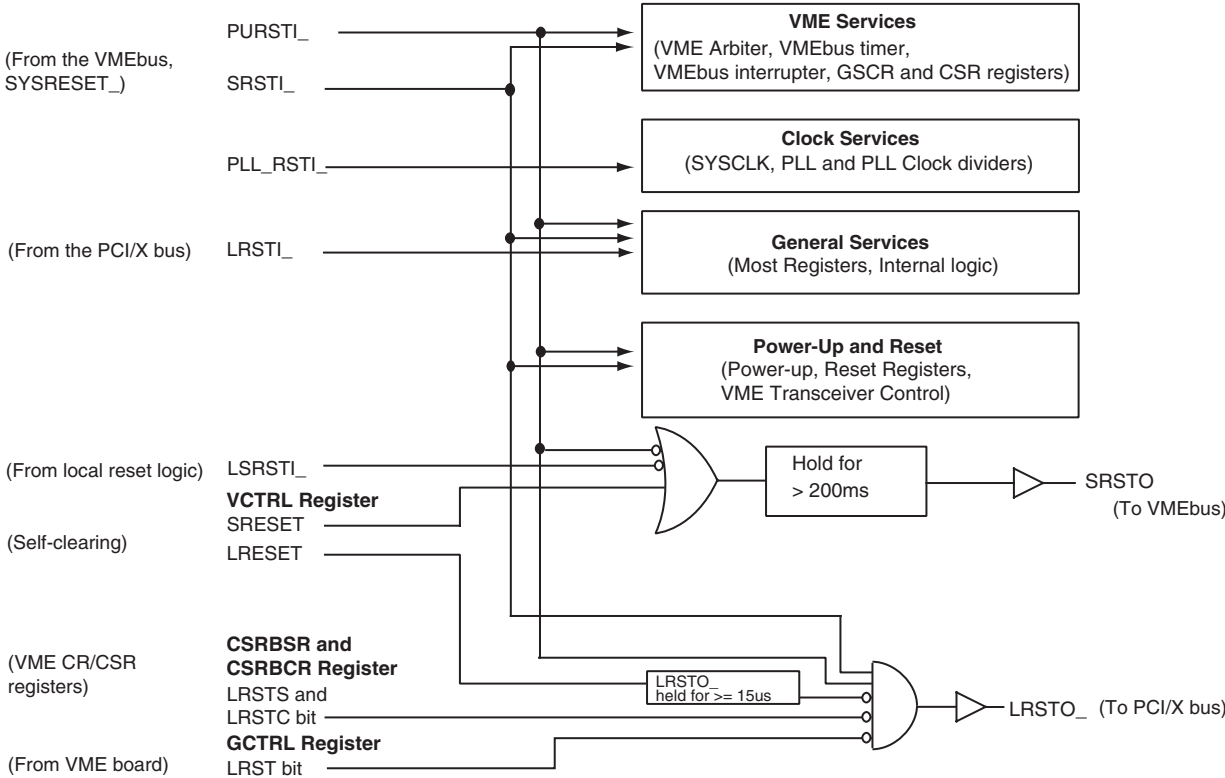 PURSTI_
(From the VMEbus,
SYSRESET_)
SRSTI_
VME Services
(VME Arbiter, VMEbus timer,
VMEbus interrupter, GSCR and CSR registers)
PLL_RSTI_
Clock Services
(SYSCLK, PLL and PLL Clock dividers)
(From the PCI/X bus)
LRSTI_
General Services
(Most Registers, Internal logic)
Power-Up and Reset
(Power-up, Reset Registers,
VME Transceiver Control)
(From local reset logic)
LSRSTI_
VCTRL Register
SRESET
(Self-clearing)
LRESET
Hold for
> 200ms
SRSTO
(To VMEbus)
(VME CR/CSR
registers)
CSRBSR and
CSRBCR Register
LRSTS and
LRSTC bit
LRSTO_
held for >= 15us
LRSTO_ (To PCI/X bus)
GCTRL Register
(From VME board)
LRST bit